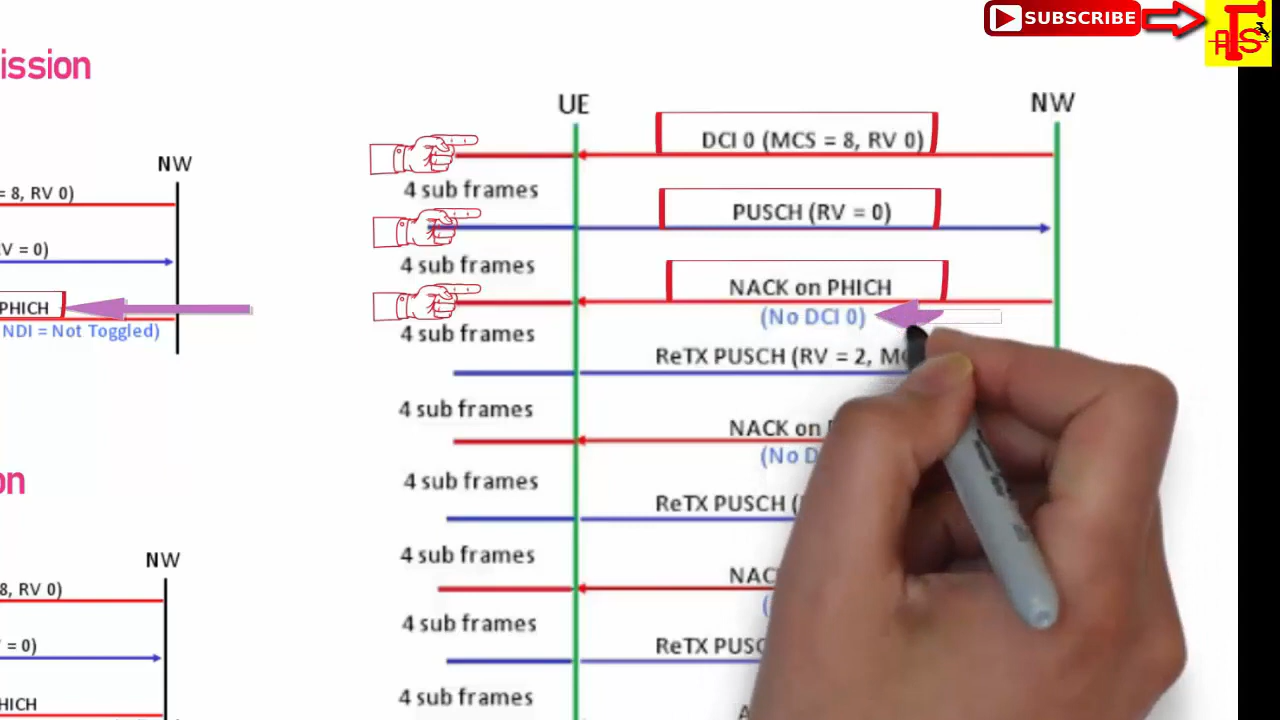 SUBSCRIBE
ission
NW
= 8, RV 0)
V = 0)
PHICH
NDI = Not Toggled)
on
NW
8, RV 0)
= 0)
HICH
UE
NW
DCI 0 (MCS = 8, RV 0)
4 sub frames
PUSCH (RV = 0)
4 sub frames
NACK on PHICH
(No DCI 0)
4 sub frames
ReTX PUSCH (RV = 2, M
4 sub frames
NACK on
(No D
4 sub frames
ReTX PUSCH (
4 sub frames
NAC
4 sub frames
ReTX PUSC
4 sub frames